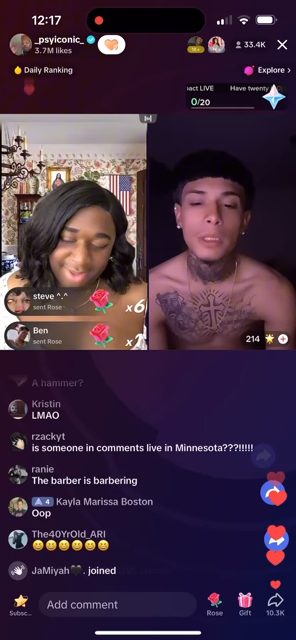 12:17
_psyiconic_
3.7M likes
33.4K
Daily Ranking
Explore >
act LIVE Have twenty
0/20
steve ^.^
sent Rose
x6
Ben
sent Rose
214
A hammer?
Kristin
LMAO
rzackyt
is someone in comments live in Minnesota???!!!!!
ranie
The barber is barbering
4 Kayla Marissa Boston
Oop
The40YrOld_ARI
😄😄😄😄😄😄
JaMiyah🖤. joined
Subsc...
Add comment
Rose
Gift
10.3K